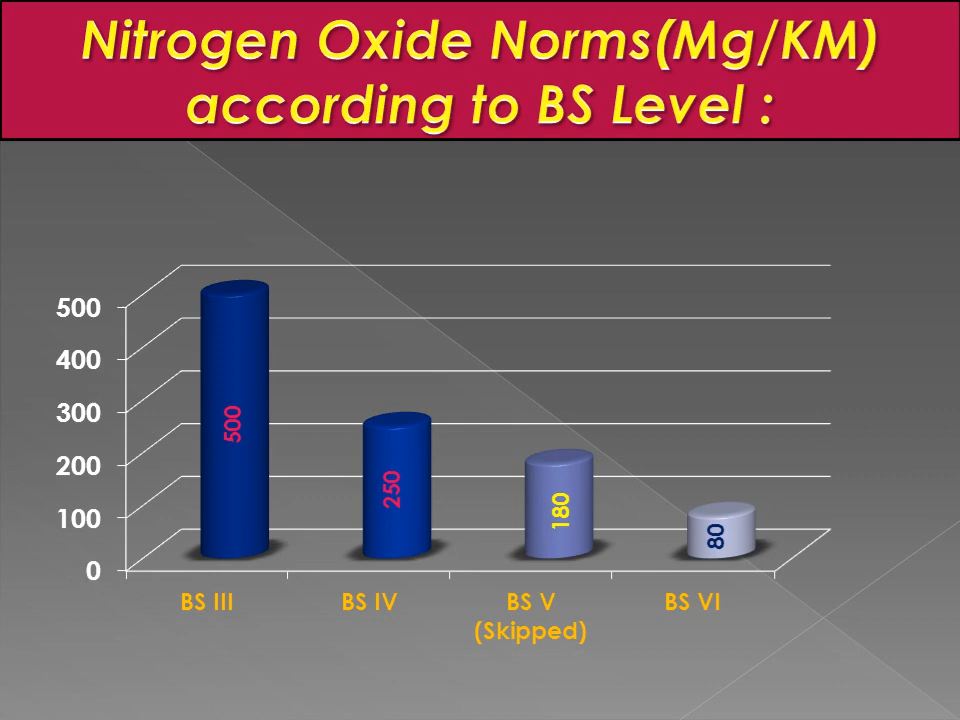 Nitrogen Oxide Norms(Mg/KM)
according to BS Level :
500
400
300
200
100
0
500
250
180
80
BS III
BS IV
BS V
(Skipped)
BS VI